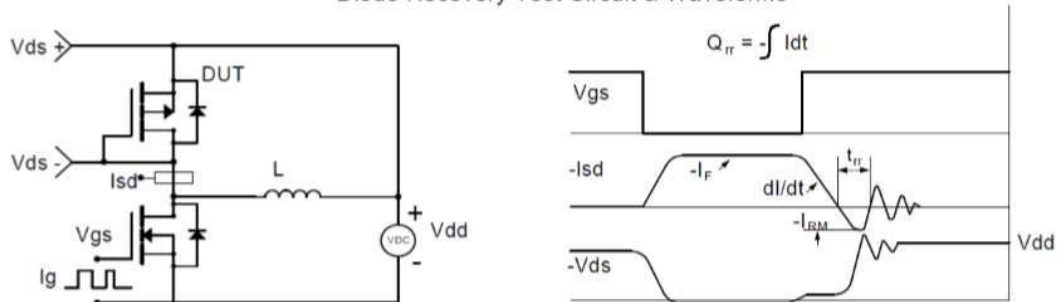 Diode Recovery Test Circuit & Waveforms
Vds +
DUT
Vds -
Isd
L
Vgs
Ig
+
VDC
-
Vdd
Qrr = -∫ Idt
Vgs
-Isd
-IF
dI/dt
trr
-IRM
Vdd
-Vds